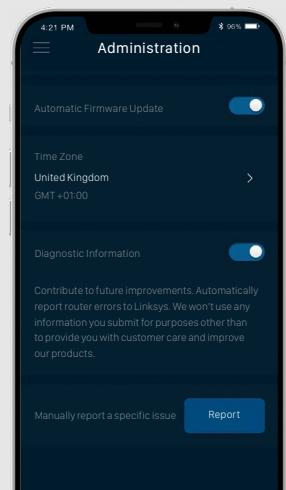 4:21 PM
96%
Administration
Automatic Firmware Update
Time Zone
United Kingdom
GMT +01:00
Diagnostic Information
Contribute to future improvements. Automatically
report router errors to Linksys. We won't use any
information you submit for purposes other than
to provide you with customer care and improve
our products.
Manually report a specific issue
Report